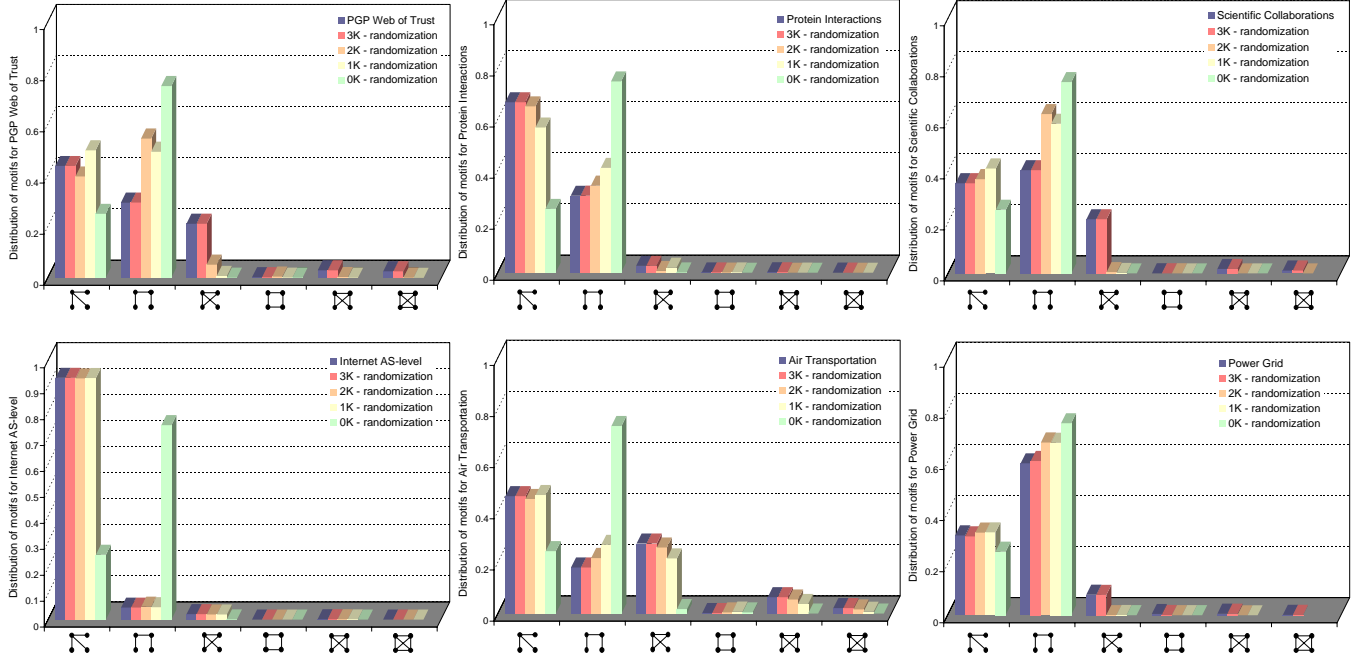 Distribution of motifs for PGP Web of Trust
1
0.8
0.6
0.4
0.2
0
PGP Web of Trust
3K - randomization
2K - randomization
1K - randomization
0K - randomization
Distribution of motifs for Protein Interactions
1
0.8
0.6
0.4
0.2
0
Protein Interactions
3K - randomization
2K - randomization
1K - randomization
0K - randomization
Distribution of motifs for Scientific Collaborations
1
0.8
0.6
0.4
0.2
0
Scientific Collaborations
3K - randomization
2K - randomization
1K - randomization
0K - randomization
Distribution of motifs for Internet AS-level
1
0.9
0.8
0.7
0.6
0.5
0.4
0.3
0.2
0.1
0
Internet AS-level
3K - randomization
2K - randomization
1K - randomization
0K - randomization
Distribution of motifs for Air Transportation
1
0.8
0.6
0.4
0.2
0
Air Transportation
3K - randomization
2K - randomization
1K - randomization
0K - randomization
Distribution of motifs for Power Grid
1
0.8
0.6
0.4
0.2
0
Power Grid
3K - randomization
2K - randomization
1K - randomization
0K - randomization